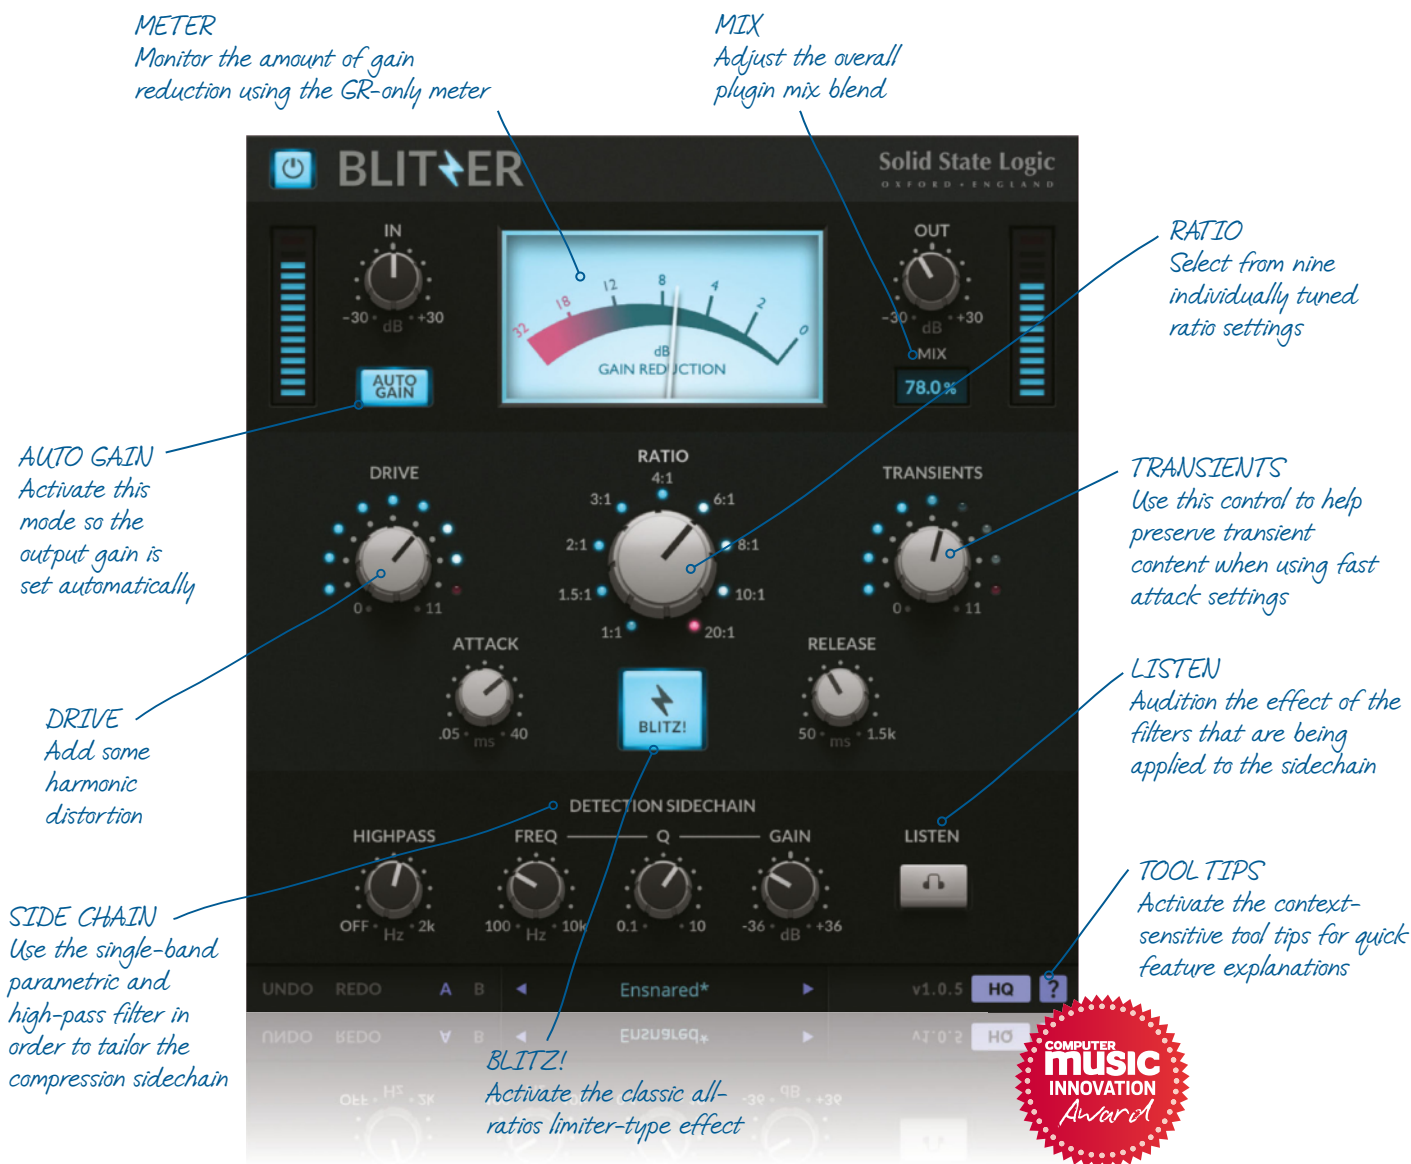 METER
Monitor the amount of gain
reduction using the GR-only meter
MIX
Adjust the overall
plugin mix blend
BLITZER
Solid State Logic
OXFORD • ENGLAND
IN
-30 dB +30
AUTO
GAIN
32 18 12 8 4 2 0
dB
GAIN REDUCTION
OUT
-30 dB +30
MIX
78.0%
RATIO
Select from nine
individually tuned
ratio settings
AUTO GAIN
Activate this
mode so the
output gain is
set automatically
DRIVE
0 11
RATIO
4:1
3:1 6:1
2:1 8:1
1.5:1 10:1
1:1 20:1
TRANSIENTS
0 11
TRANSIENTS
Use this control to help
preserve transient
content when using fast
attack settings
ATTACK
.05 ms 40
BLITZ!
RELEASE
50 ms 1.5k
DRIVE
Add some
harmonic
distortion
LISTEN
Audition the effect of the
filters that are being
applied to the sidechain
DETECTION SIDECHAIN
HIGHPASS FREQ Q GAIN LISTEN
OFF Hz 2k
100 Hz 10k
0.1 10
-36 dB +36
SIDE CHAIN
Use the single-band
parametric and
high-pass filter in
order to tailor the
compression sidechain
TOOL TIPS
Activate the context-
sensitive tool tips for quick
feature explanations
UNDO REDO A B Ensnared* v1.0.5 HQ ?
BLITZ!
Activate the classic all-
ratios limiter-type effect
COMPUTER
music
INNOVATION
Award